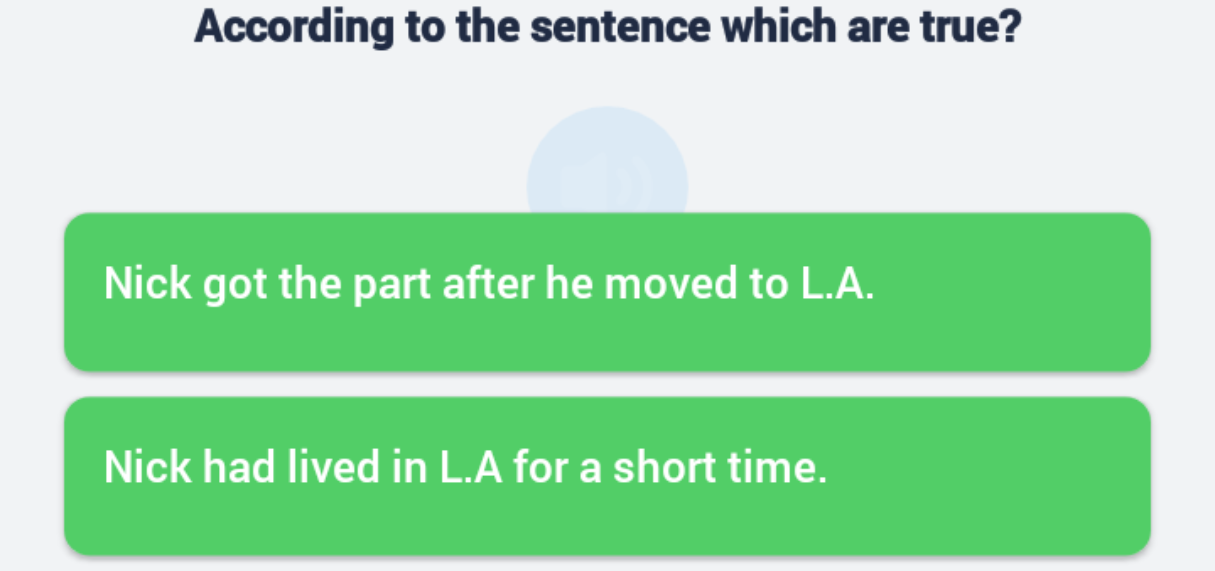 According to the sentence which are true?
Nick got the part after he moved to L.A.
Nick had lived in L.A for a short time.